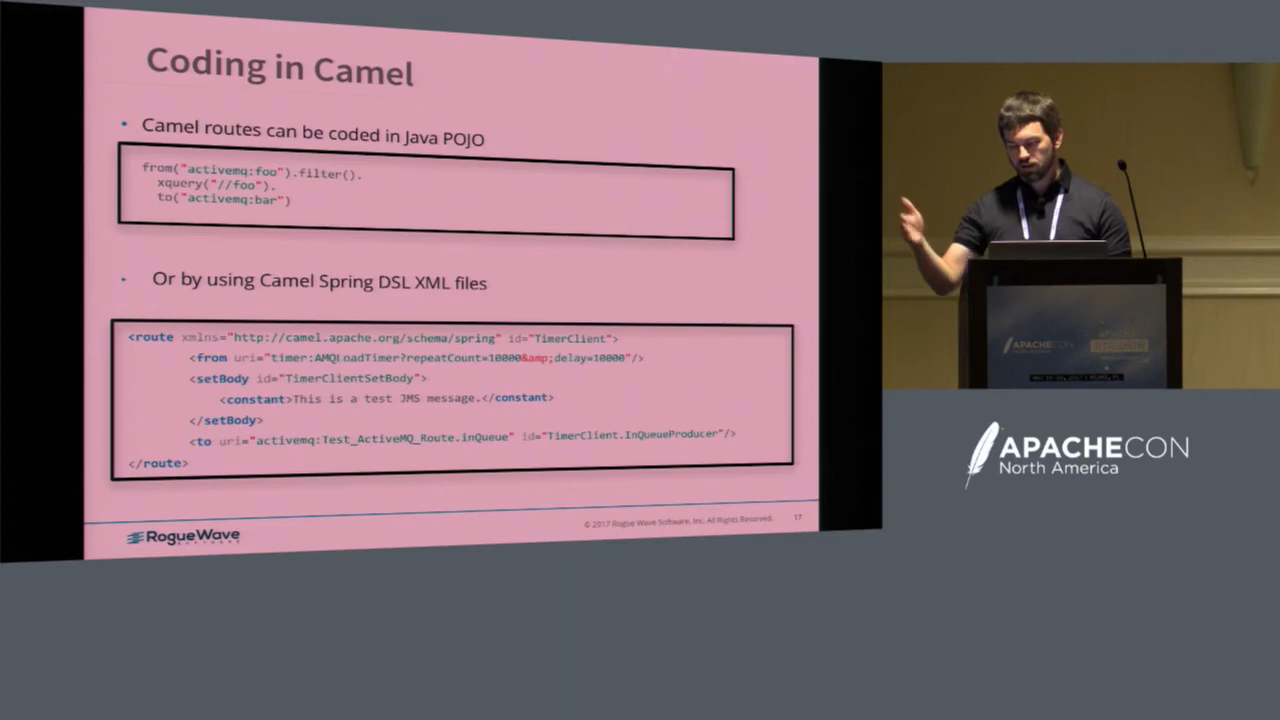 Coding in Camel
• Camel routes can be coded in Java POJO
from("activemq:foo").filter().
xquery("//foo").
to("activemq:bar")
• Or by using Camel Spring DSL XML files
<route xmlns="http://camel.apache.org/schema/spring" id="TimerClient">
<from uri="timer:AMQLoadTimer?repeatCount=10000&amp;delay=10000"/>
<setBody id="TimerClientSetBody">
<constant>This is a test JMS message.</constant>
</setBody>
<to uri="activemq:Test_ActiveMQ_Route.inQueue" id="TimerClient.InQueueProducer"/>
</route>
RogueWave
SOFTWARE
© 2017 Rogue Wave Software, Inc. All Rights Reserved. 17
APACHECON
APACHECON
North America